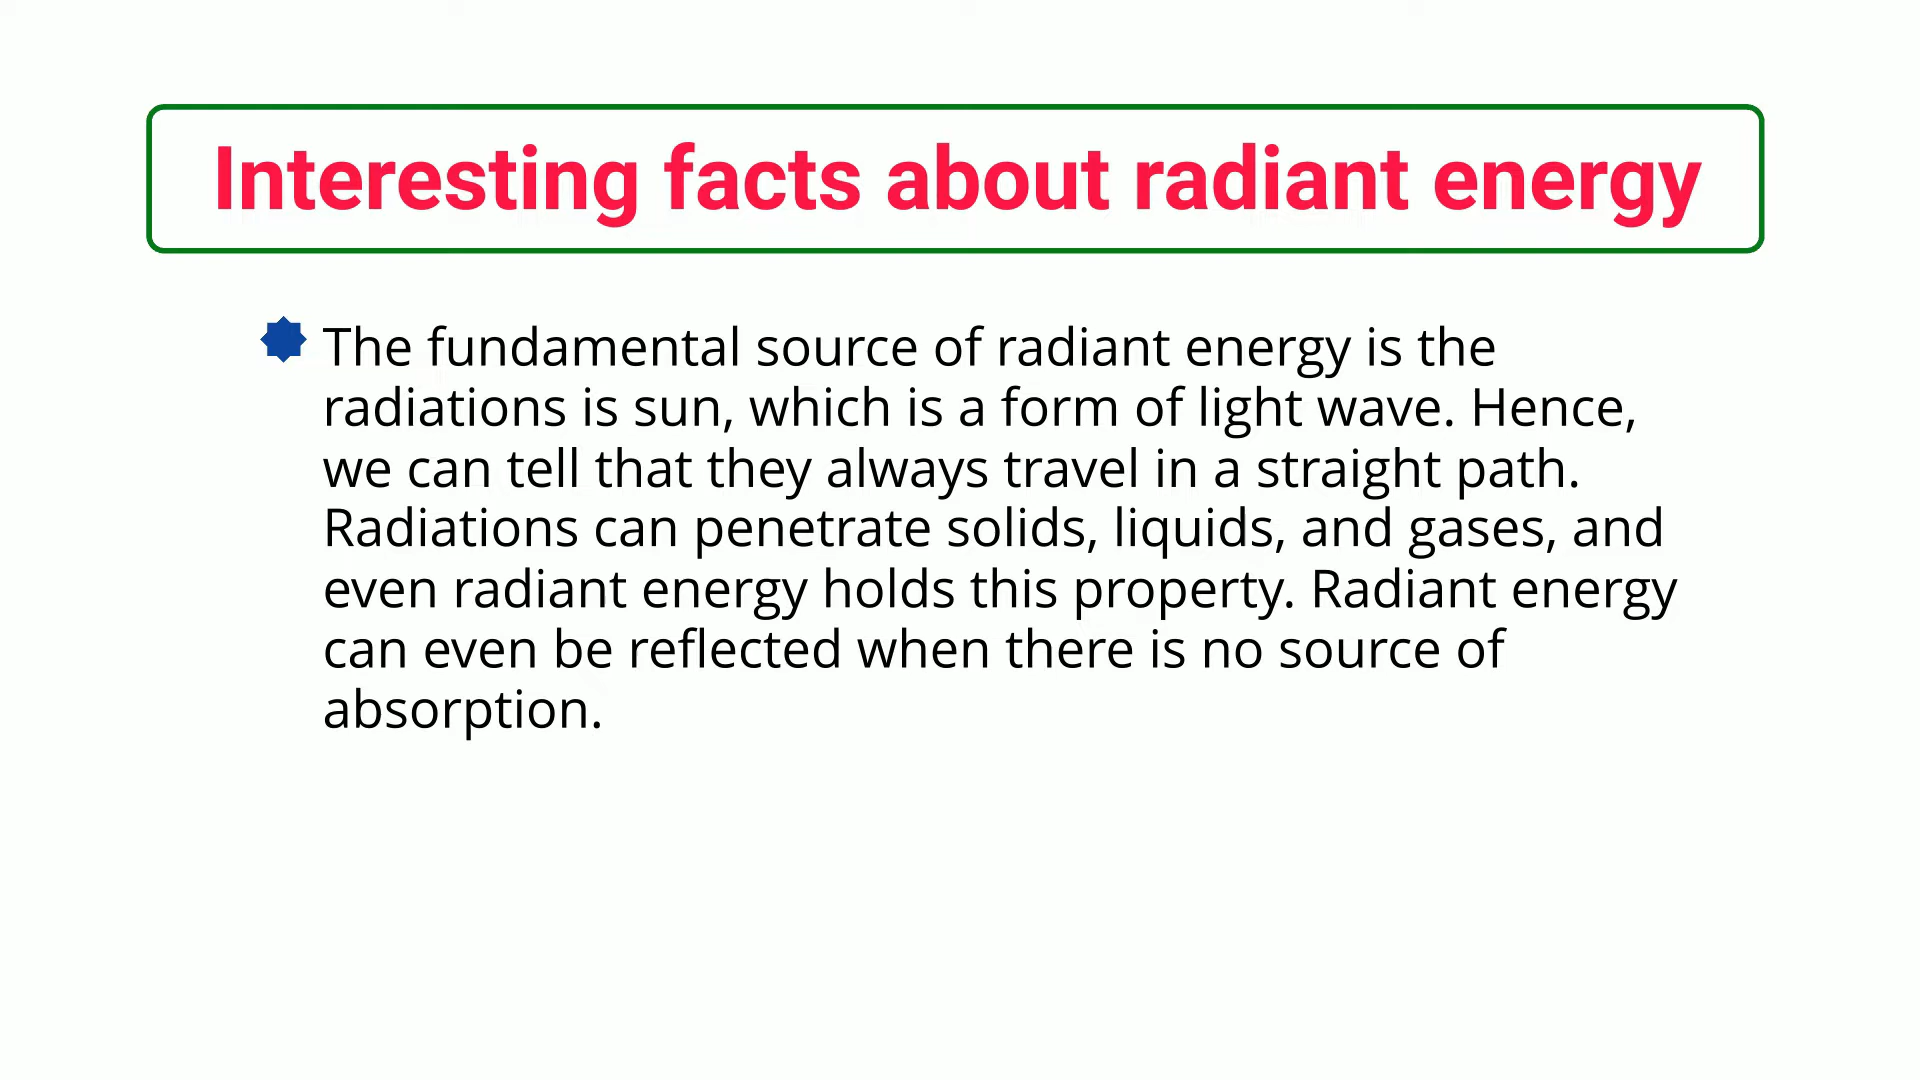 Interesting facts about radiant energy
The fundamental source of radiant energy is the
radiations is sun, which is a form of light wave. Hence,
we can tell that they always travel in a straight path.
Radiations can penetrate solids, liquids, and gases, and
even radiant energy holds this property. Radiant energy
can even be reflected when there is no source of
absorption.